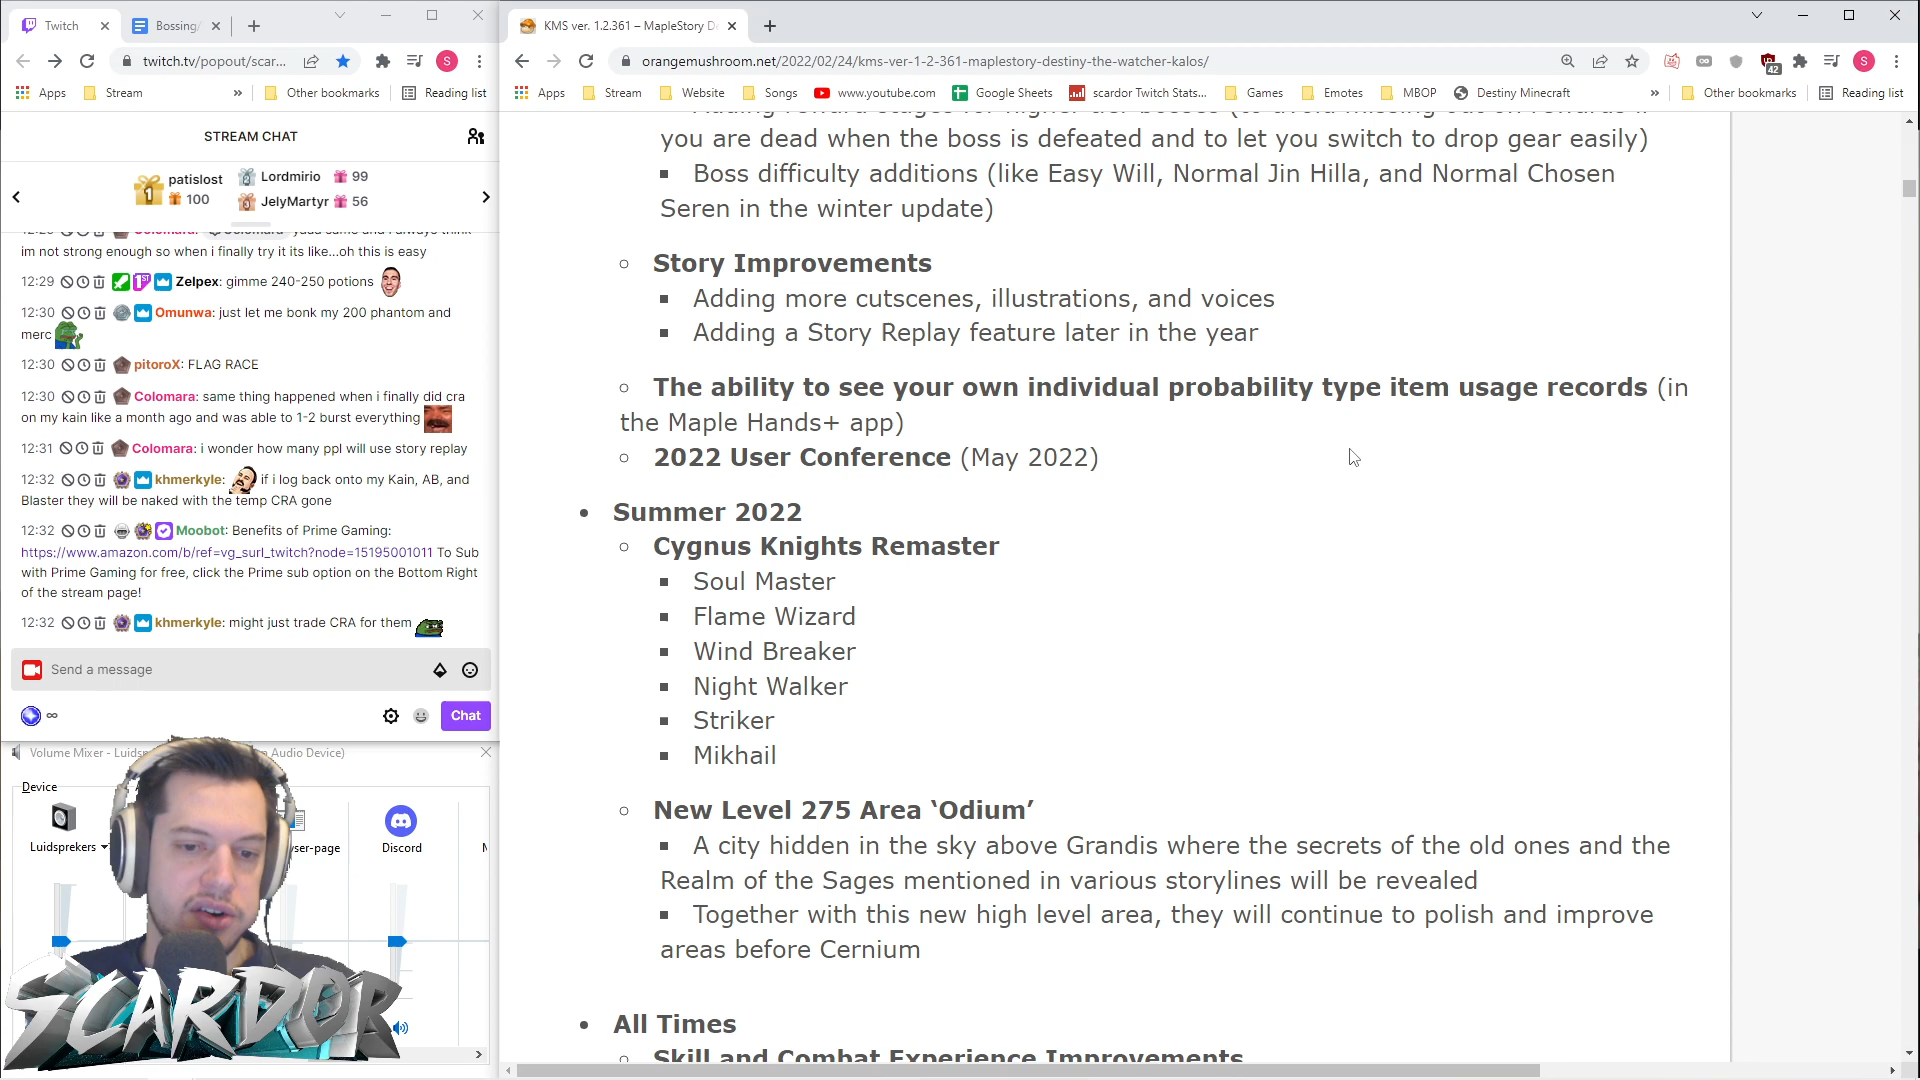 Twitch
Bossing/
KMS ver. 1.2.361 – MapleStory D
twitch.tv/popout/scar...
S
orangemushroom.net/2022/02/24/kms-ver-1-2-361-maplestory-destiny-the-watcher-kalos/
42
S
Apps
Stream
»
Other bookmarks
Reading list
Apps
Stream
Website
Songs
www.youtube.com
Google Sheets
scardor Twitch Stats...
Games
Emotes
MBOP
Destiny Minecraft
»
Other bookmarks
Reading list
STREAM CHAT
1
patislost
100
Lordmirio
99
JelyMartyr
56
im not strong enough so when i finally try it its like...oh this is easy
12:29 Zelpex: gimme 240-250 potions
12:30 Omunwa: just let me bonk my 200 phantom and
merc
12:30 pitoroX: FLAG RACE
12:30 Colomara: same thing happened when i finally did cra
on my kain like a month ago and was able to 1-2 burst everything
12:31 Colomara: i wonder how many ppl will use story replay
12:32 khmerkyle: if i log back onto my Kain, AB, and
Blaster they will be naked with the temp CRA gone
12:32 Moobot: Benefits of Prime Gaming:
https://www.amazon.com/b/ref=vg_surl_twitch?node=15195001011 To Sub
with Prime Gaming for free, click the Prime sub option on the Bottom Right
of the stream page!
12:32 khmerkyle: might just trade CRA for them
Send a message
∞
Chat
Volume Mixer - Luidsp
Audio Device)
Device
Luidsprekers
ser-page
Discord
SCARDOR
you are dead when the boss is defeated and to let you switch to drop gear easily)
▪ Boss difficulty additions (like Easy Will, Normal Jin Hilla, and Normal Chosen
Seren in the winter update)
○ Story Improvements
▪ Adding more cutscenes, illustrations, and voices
▪ Adding a Story Replay feature later in the year
○ The ability to see your own individual probability type item usage records (in
the Maple Hands+ app)
○ 2022 User Conference (May 2022)
• Summer 2022
○ Cygnus Knights Remaster
▪ Soul Master
▪ Flame Wizard
▪ Wind Breaker
▪ Night Walker
▪ Striker
▪ Mikhail
○ New Level 275 Area ‘Odium’
▪ A city hidden in the sky above Grandis where the secrets of the old ones and the
Realm of the Sages mentioned in various storylines will be revealed
▪ Together with this new high level area, they will continue to polish and improve
areas before Cernium
• All Times
○ Skill and Combat Experience Improvements